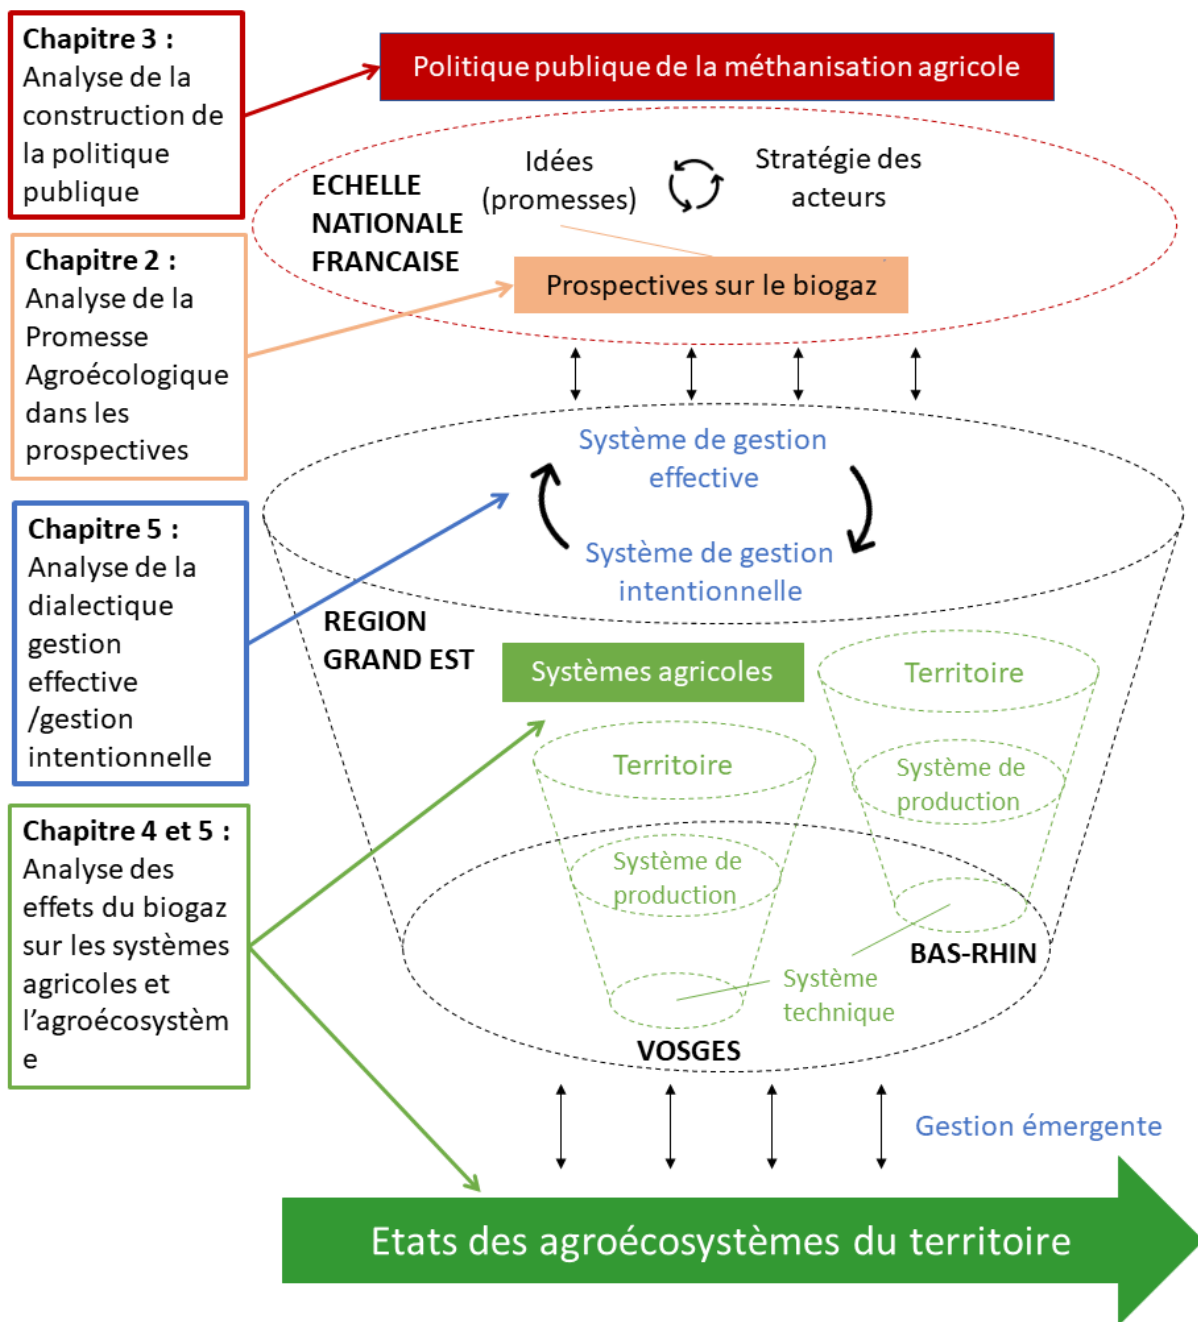 Chapitre 3 :
Analyse de la
construction de
la politique
publique
Politique publique de la méthanisation agricole
Idées
(promesses)
Stratégie des
acteurs
ECHELLE
NATIONALE
FRANCAISE
Prospectives sur le biogaz
Chapitre 2 :
Analyse de la
Promesse
Agroécologique
dans les
prospectives
Système de gestion
effective
Système de gestion
intentionnelle
Chapitre 5 :
Analyse de la
dialectique
gestion
effective
/gestion
intentionnelle
REGION
GRAND EST
Systèmes agricoles
Territoire
Système de
production
Territoire
Système de
production
Système
technique
BAS-RHIN
VOSGES
Chapitre 4 et 5 :
Analyse des
effets du biogaz
sur les systèmes
agricoles et
l’agroécosystèm
e
Gestion émergente
Etats des agroécosystèmes du territoire